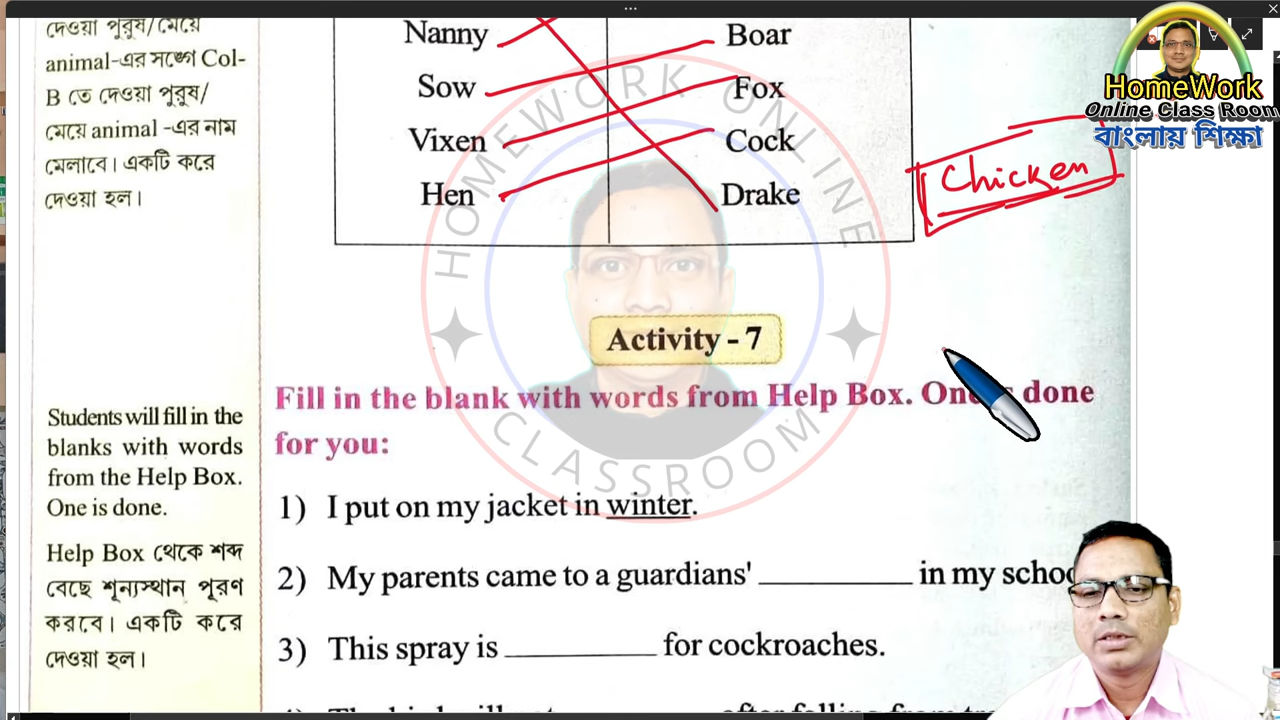 দেওয়া পুরুষ/মেয়ে
animal-এর সঙ্গে Col-
B তে দেওয়া পুরুষ/
মেয়ে animal -এর নাম
মেলাবে। একটি করে
দেওয়া হল।
Nanny
Boar
Sow
Fox
Vixen
Cock
Hen
Drake
Chicken
HomeWork
Online Class Room
বাংলায় শিক্ষা
HOMEWORK ONLINE
CLASSROOM
Activity - 7
Fill in the blank with words from Help Box. One done
for you:
Students will fill in the
blanks with words
from the Help Box.
One is done.
Help Box থেকে শব্দ
বেছে শূন্যস্থান পূরণ
করবে। একটি করে
দেওয়া হল।
1) I put on my jacket in winter.
2) My parents came to a guardians' __________ in my
3) This spray is __________ for cockroaches.